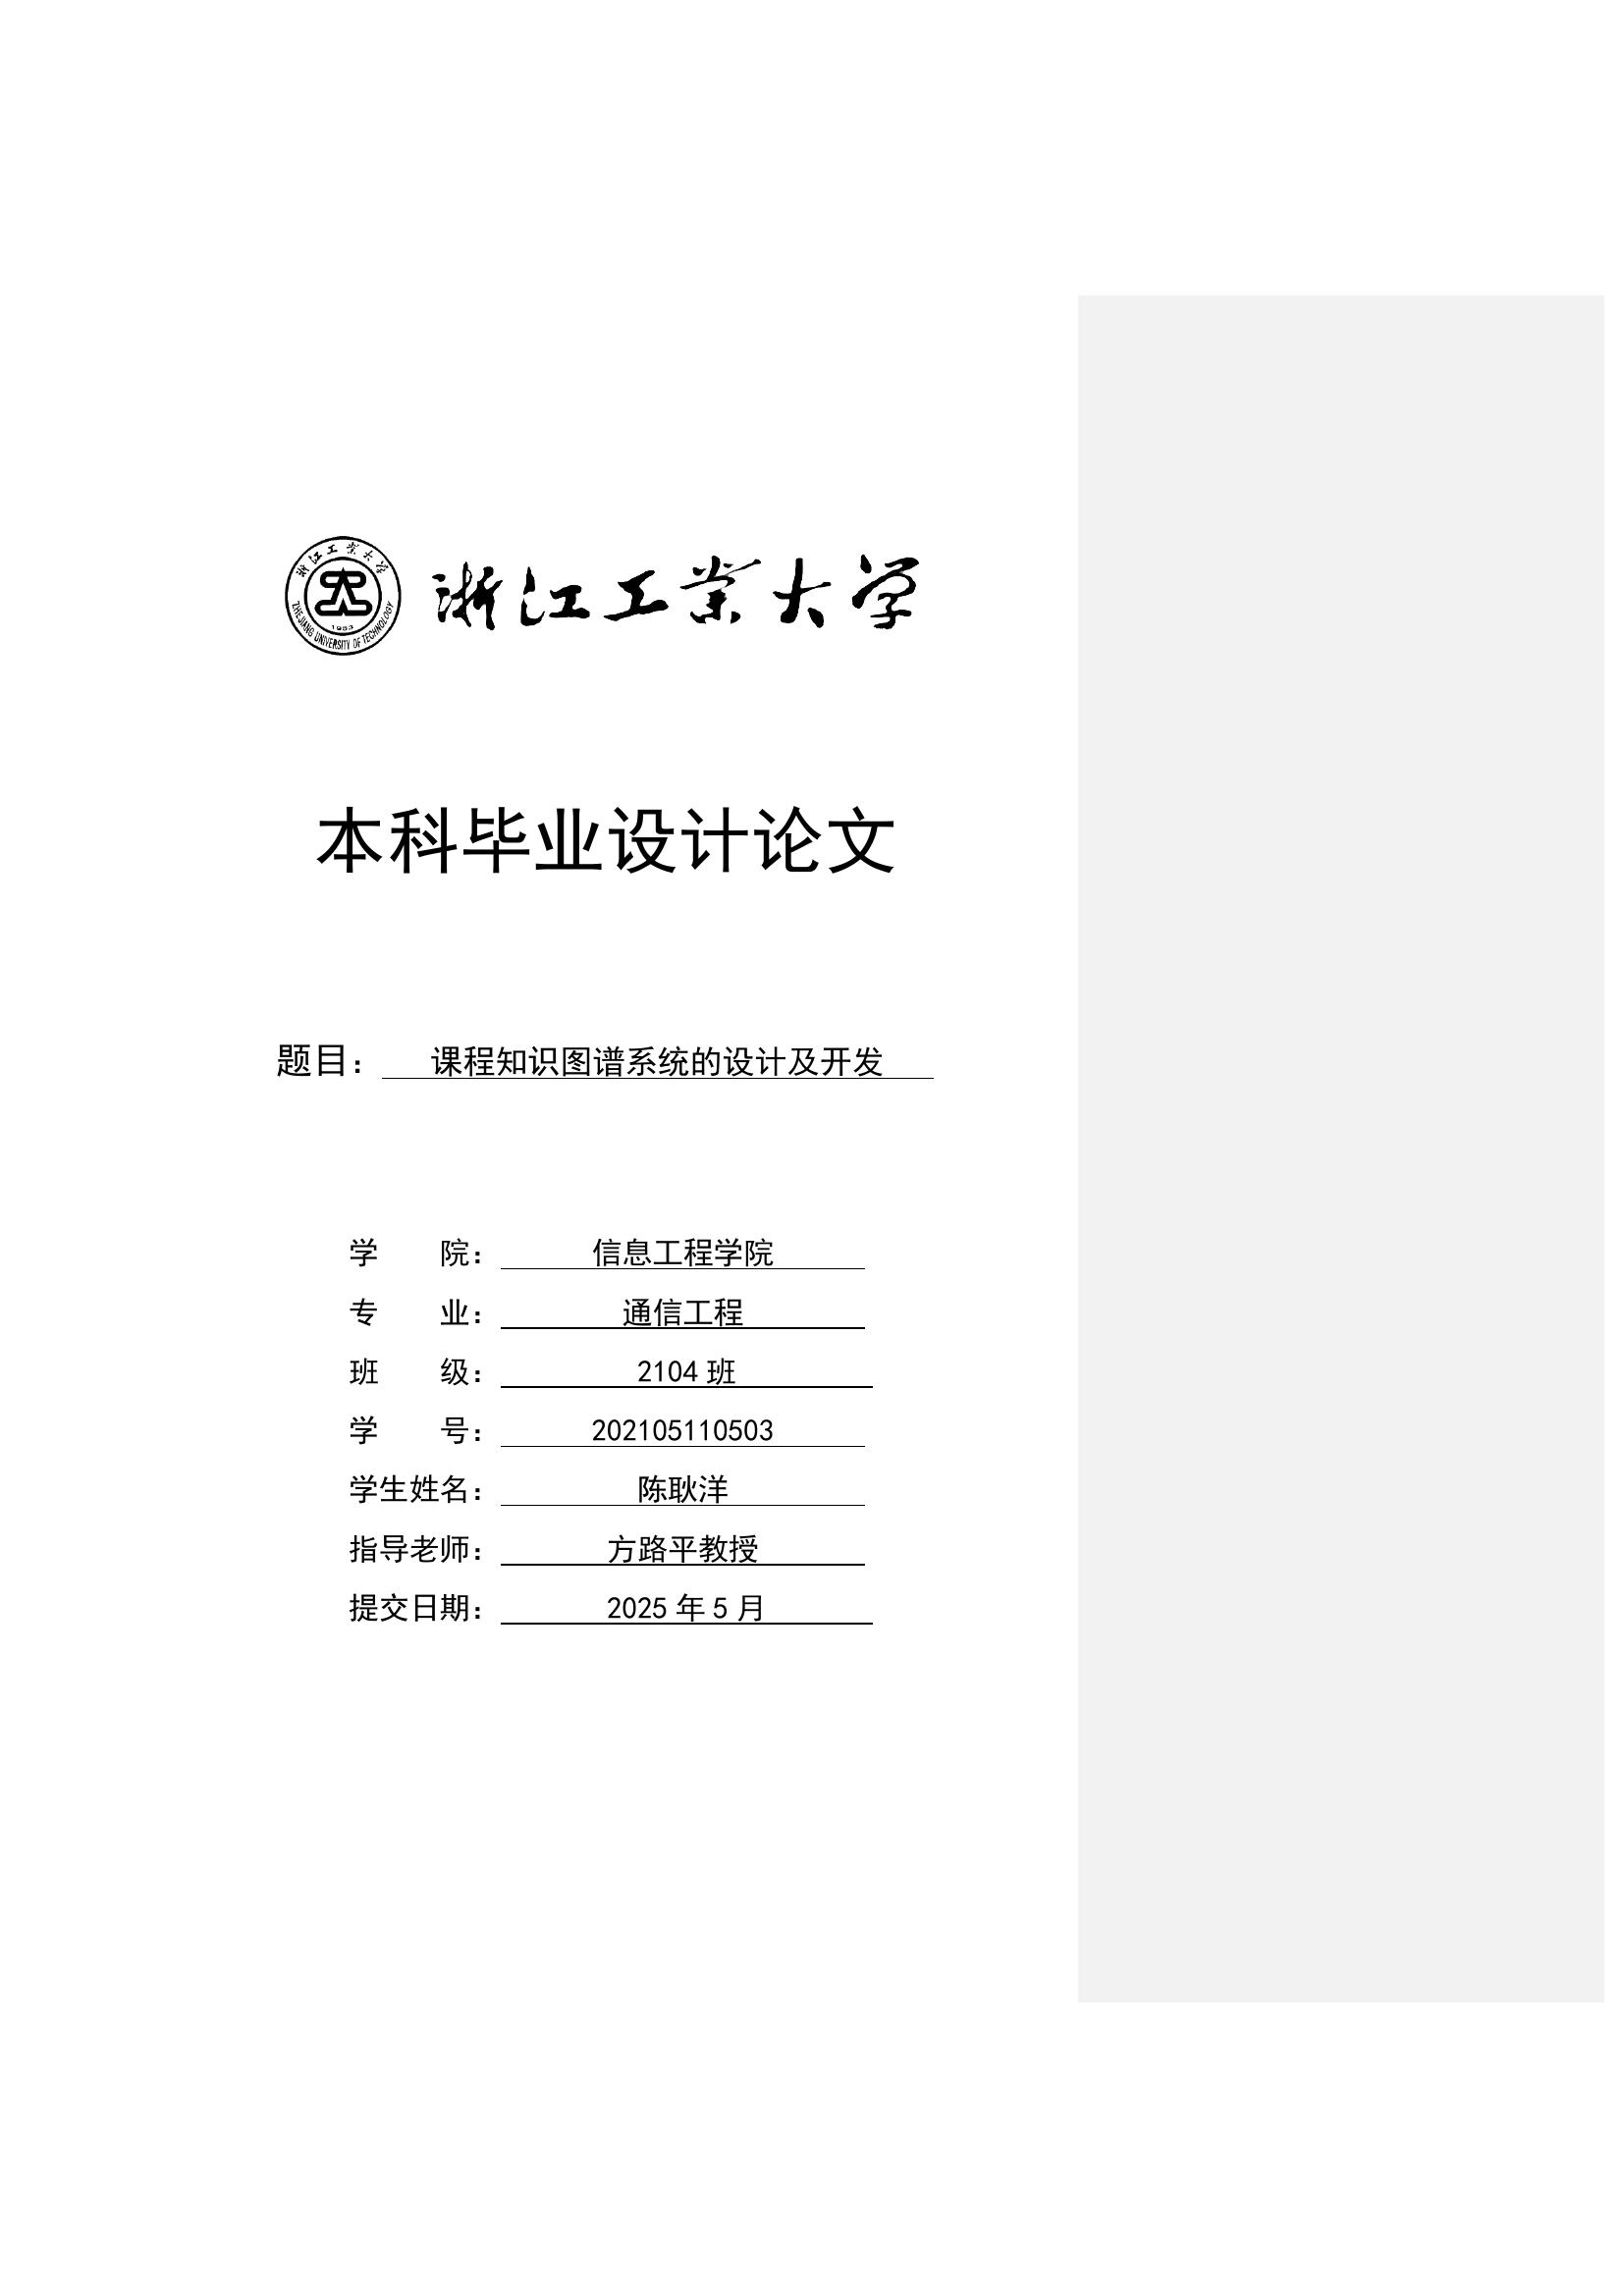 浙江工业大学
ZHEJIANG UNIVERSITY OF TECHNOLOGY
1953
浙江工業大学
本科毕业设计论文
题目：课程知识图谱系统的设计及开发
学 院：信息工程学院
专 业：通信工程
班 级：2104 班
学 号：202105110503
学生姓名：陈耿洋
指导老师：方路平教授
提交日期：2025 年 5 月